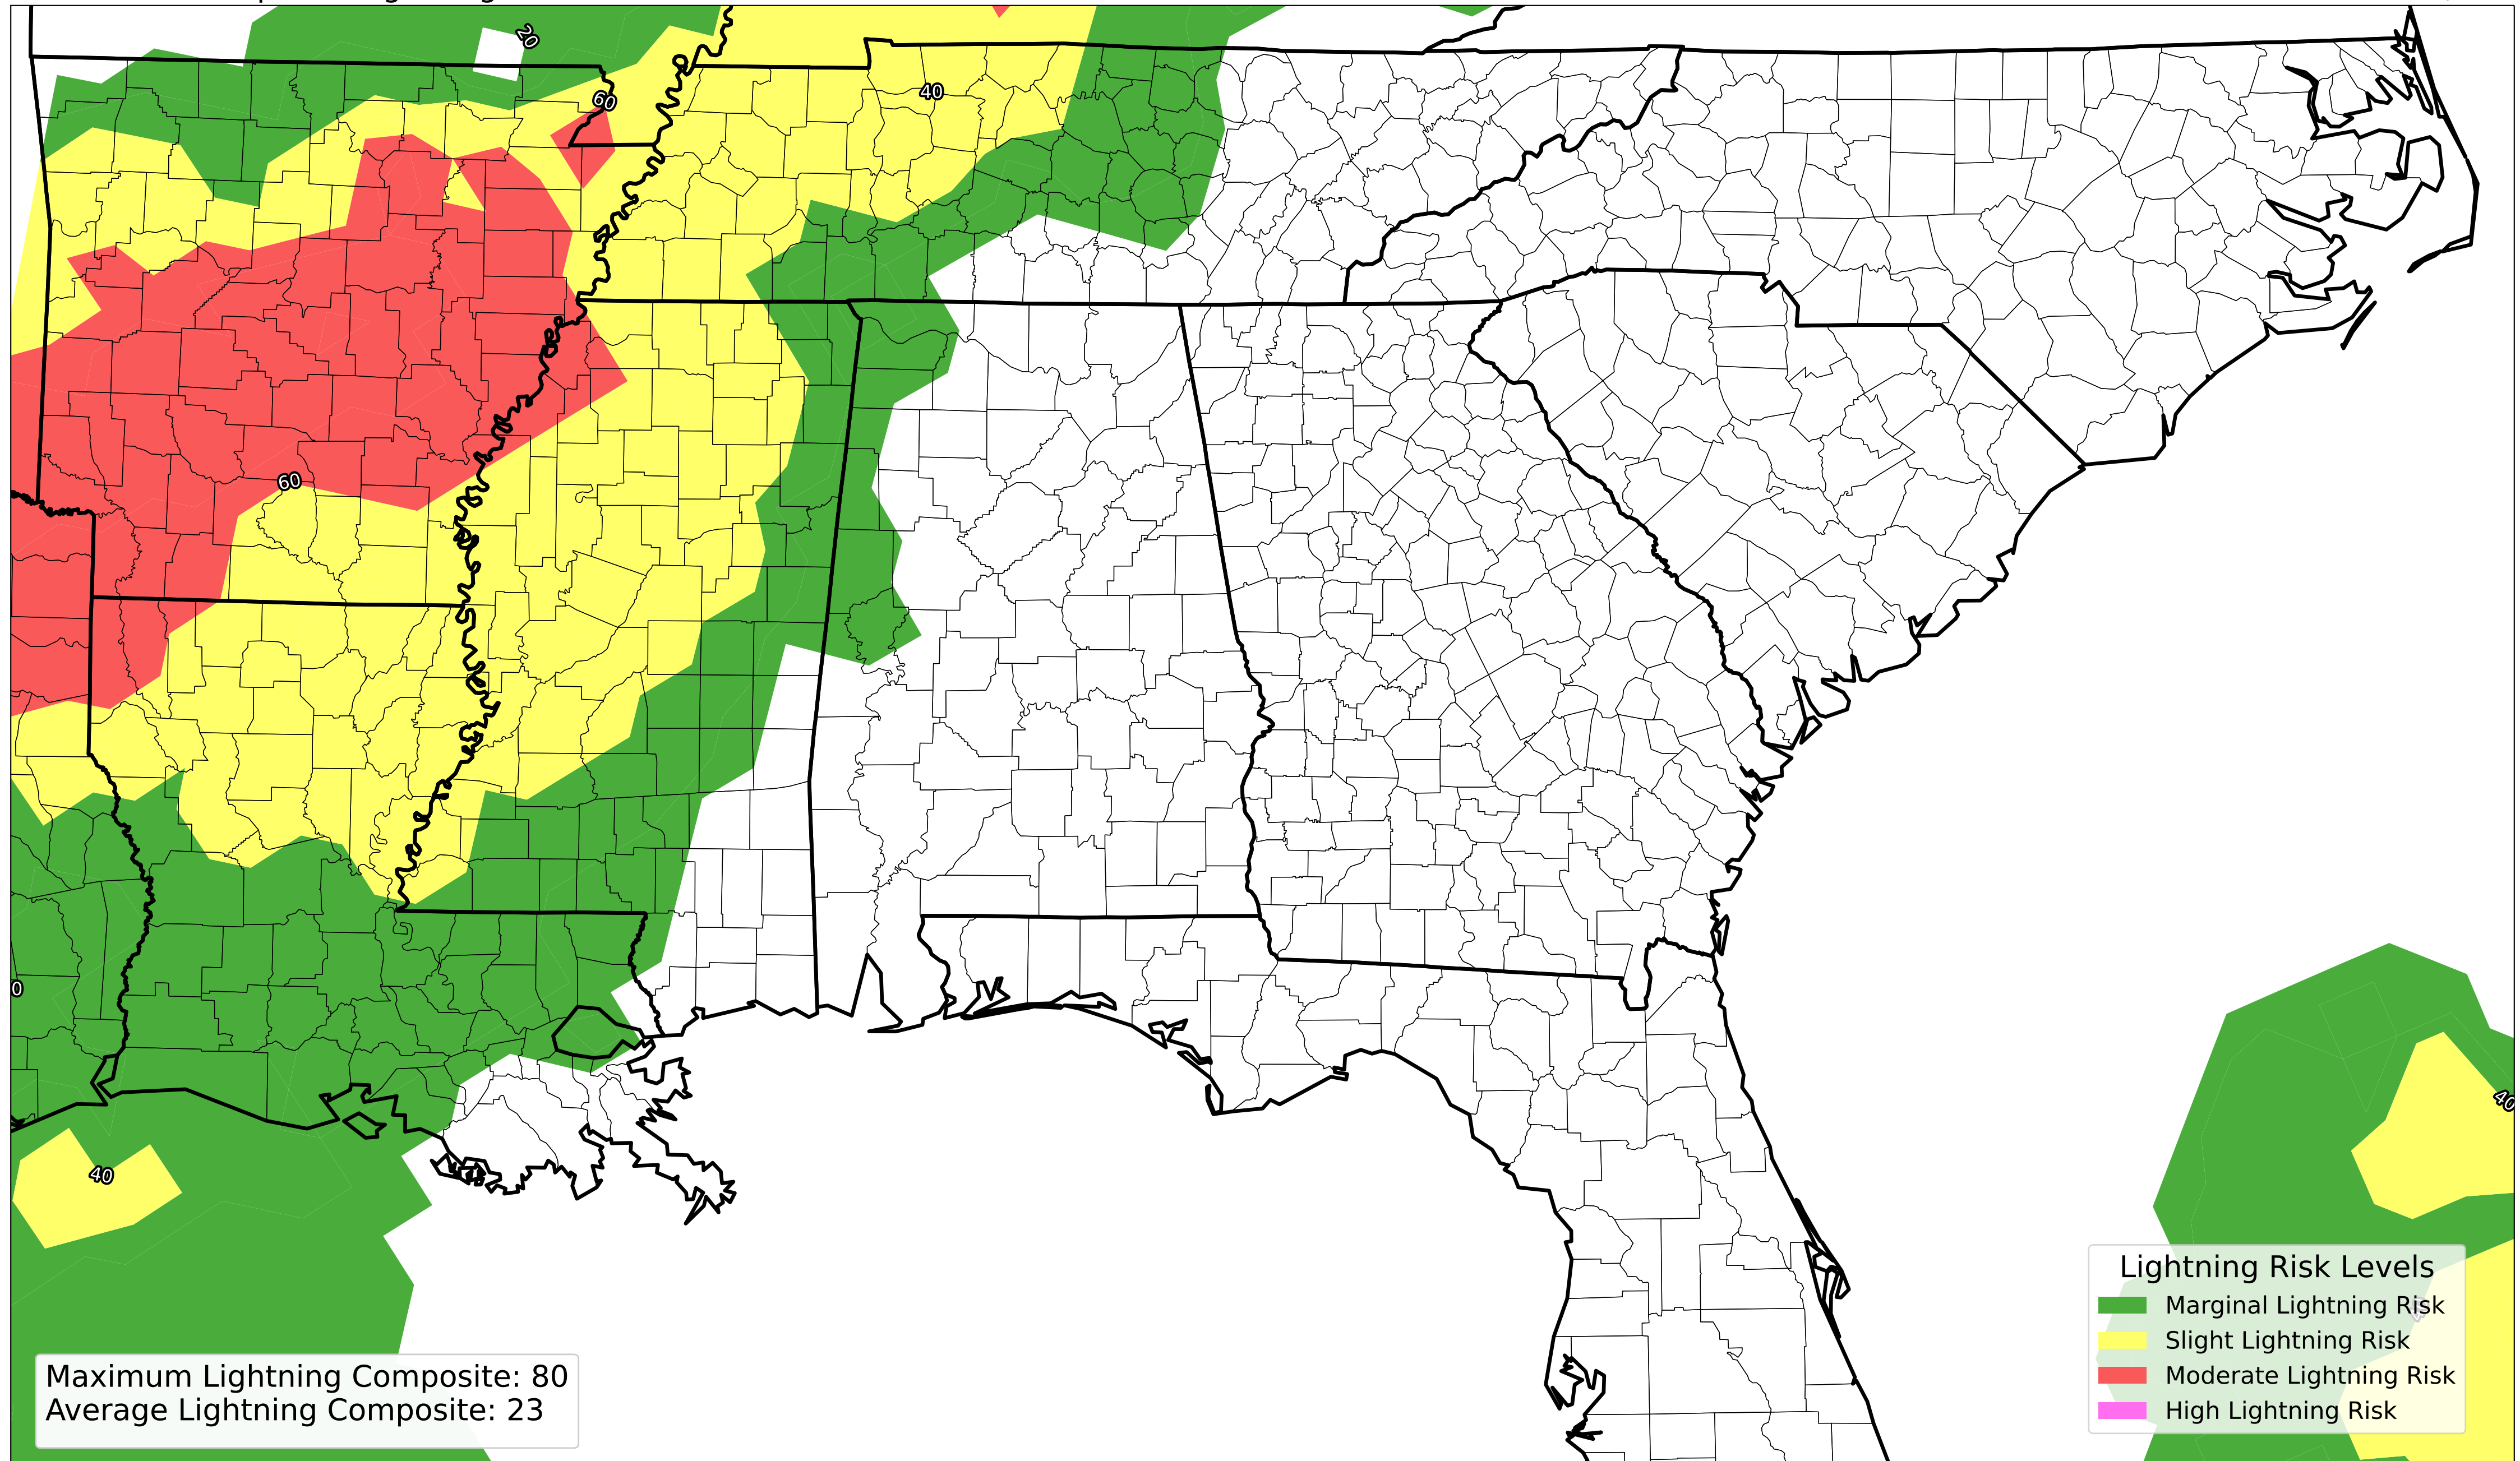 20
60
40
60
0
40
40
Lightning Risk Levels
Marginal Lightning Risk
Slight Lightning Risk
Moderate Lightning Risk
High Lightning Risk
Maximum Lightning Composite: 80
Average Lightning Composite: 23